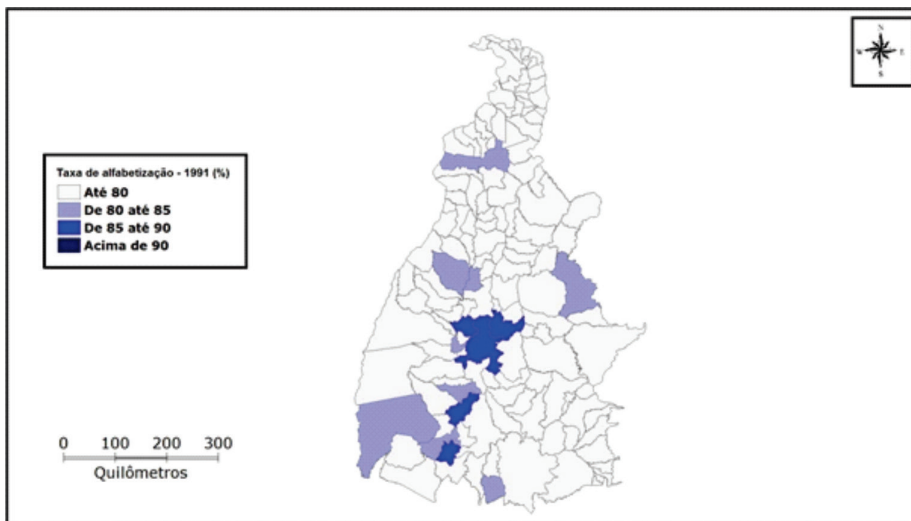 N
W E
S
Taxa de alfabetização - 1991 (%)
Até 80
De 80 até 85
De 85 até 90
Acima de 90
0 100 200 300
Quilômetros